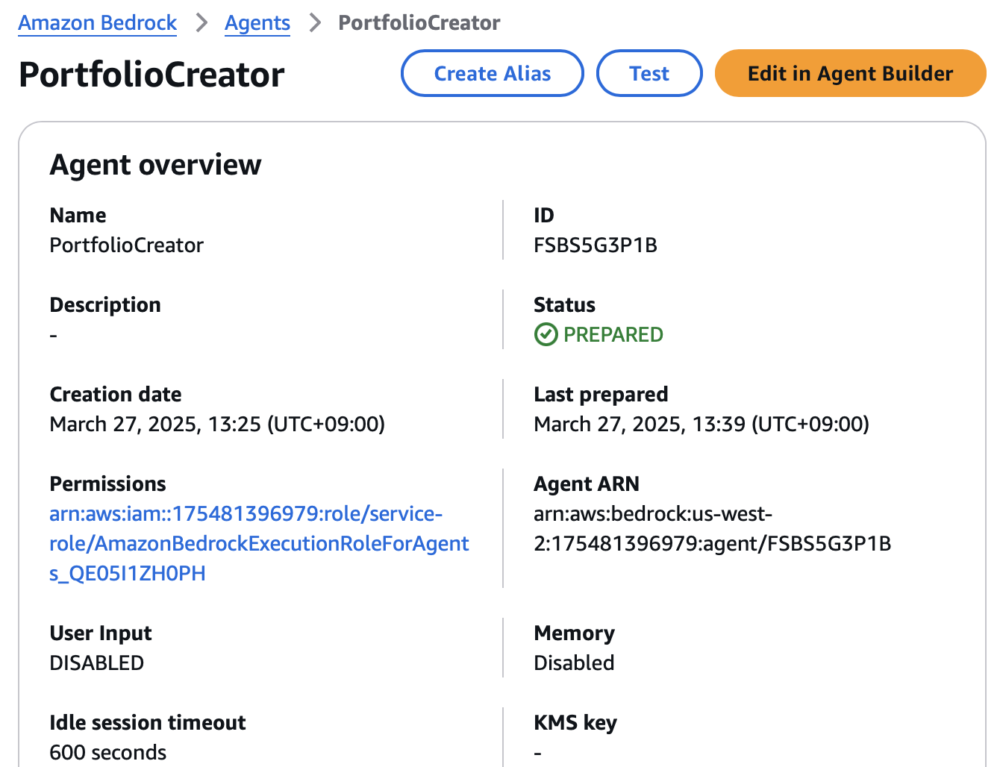 Amazon Bedrock > Agents > PortfolioCreator
PortfolioCreator
Create Alias
Test
Edit in Agent Builder
Agent overview
Name
PortfolioCreator
ID
FSBS5G3P1B
Description
-
Status
PREPARED
Creation date
March 27, 2025, 13:25 (UTC+09:00)
Last prepared
March 27, 2025, 13:39 (UTC+09:00)
Permissions
arn:aws:iam::175481396979:role/service-
role/AmazonBedrockExecutionRoleForAgent
s_QE05I1ZH0PH
Agent ARN
arn:aws:bedrock:us-west-
2:175481396979:agent/FSBS5G3P1B
User Input
DISABLED
Memory
Disabled
Idle session timeout
600 seconds
KMS key
-